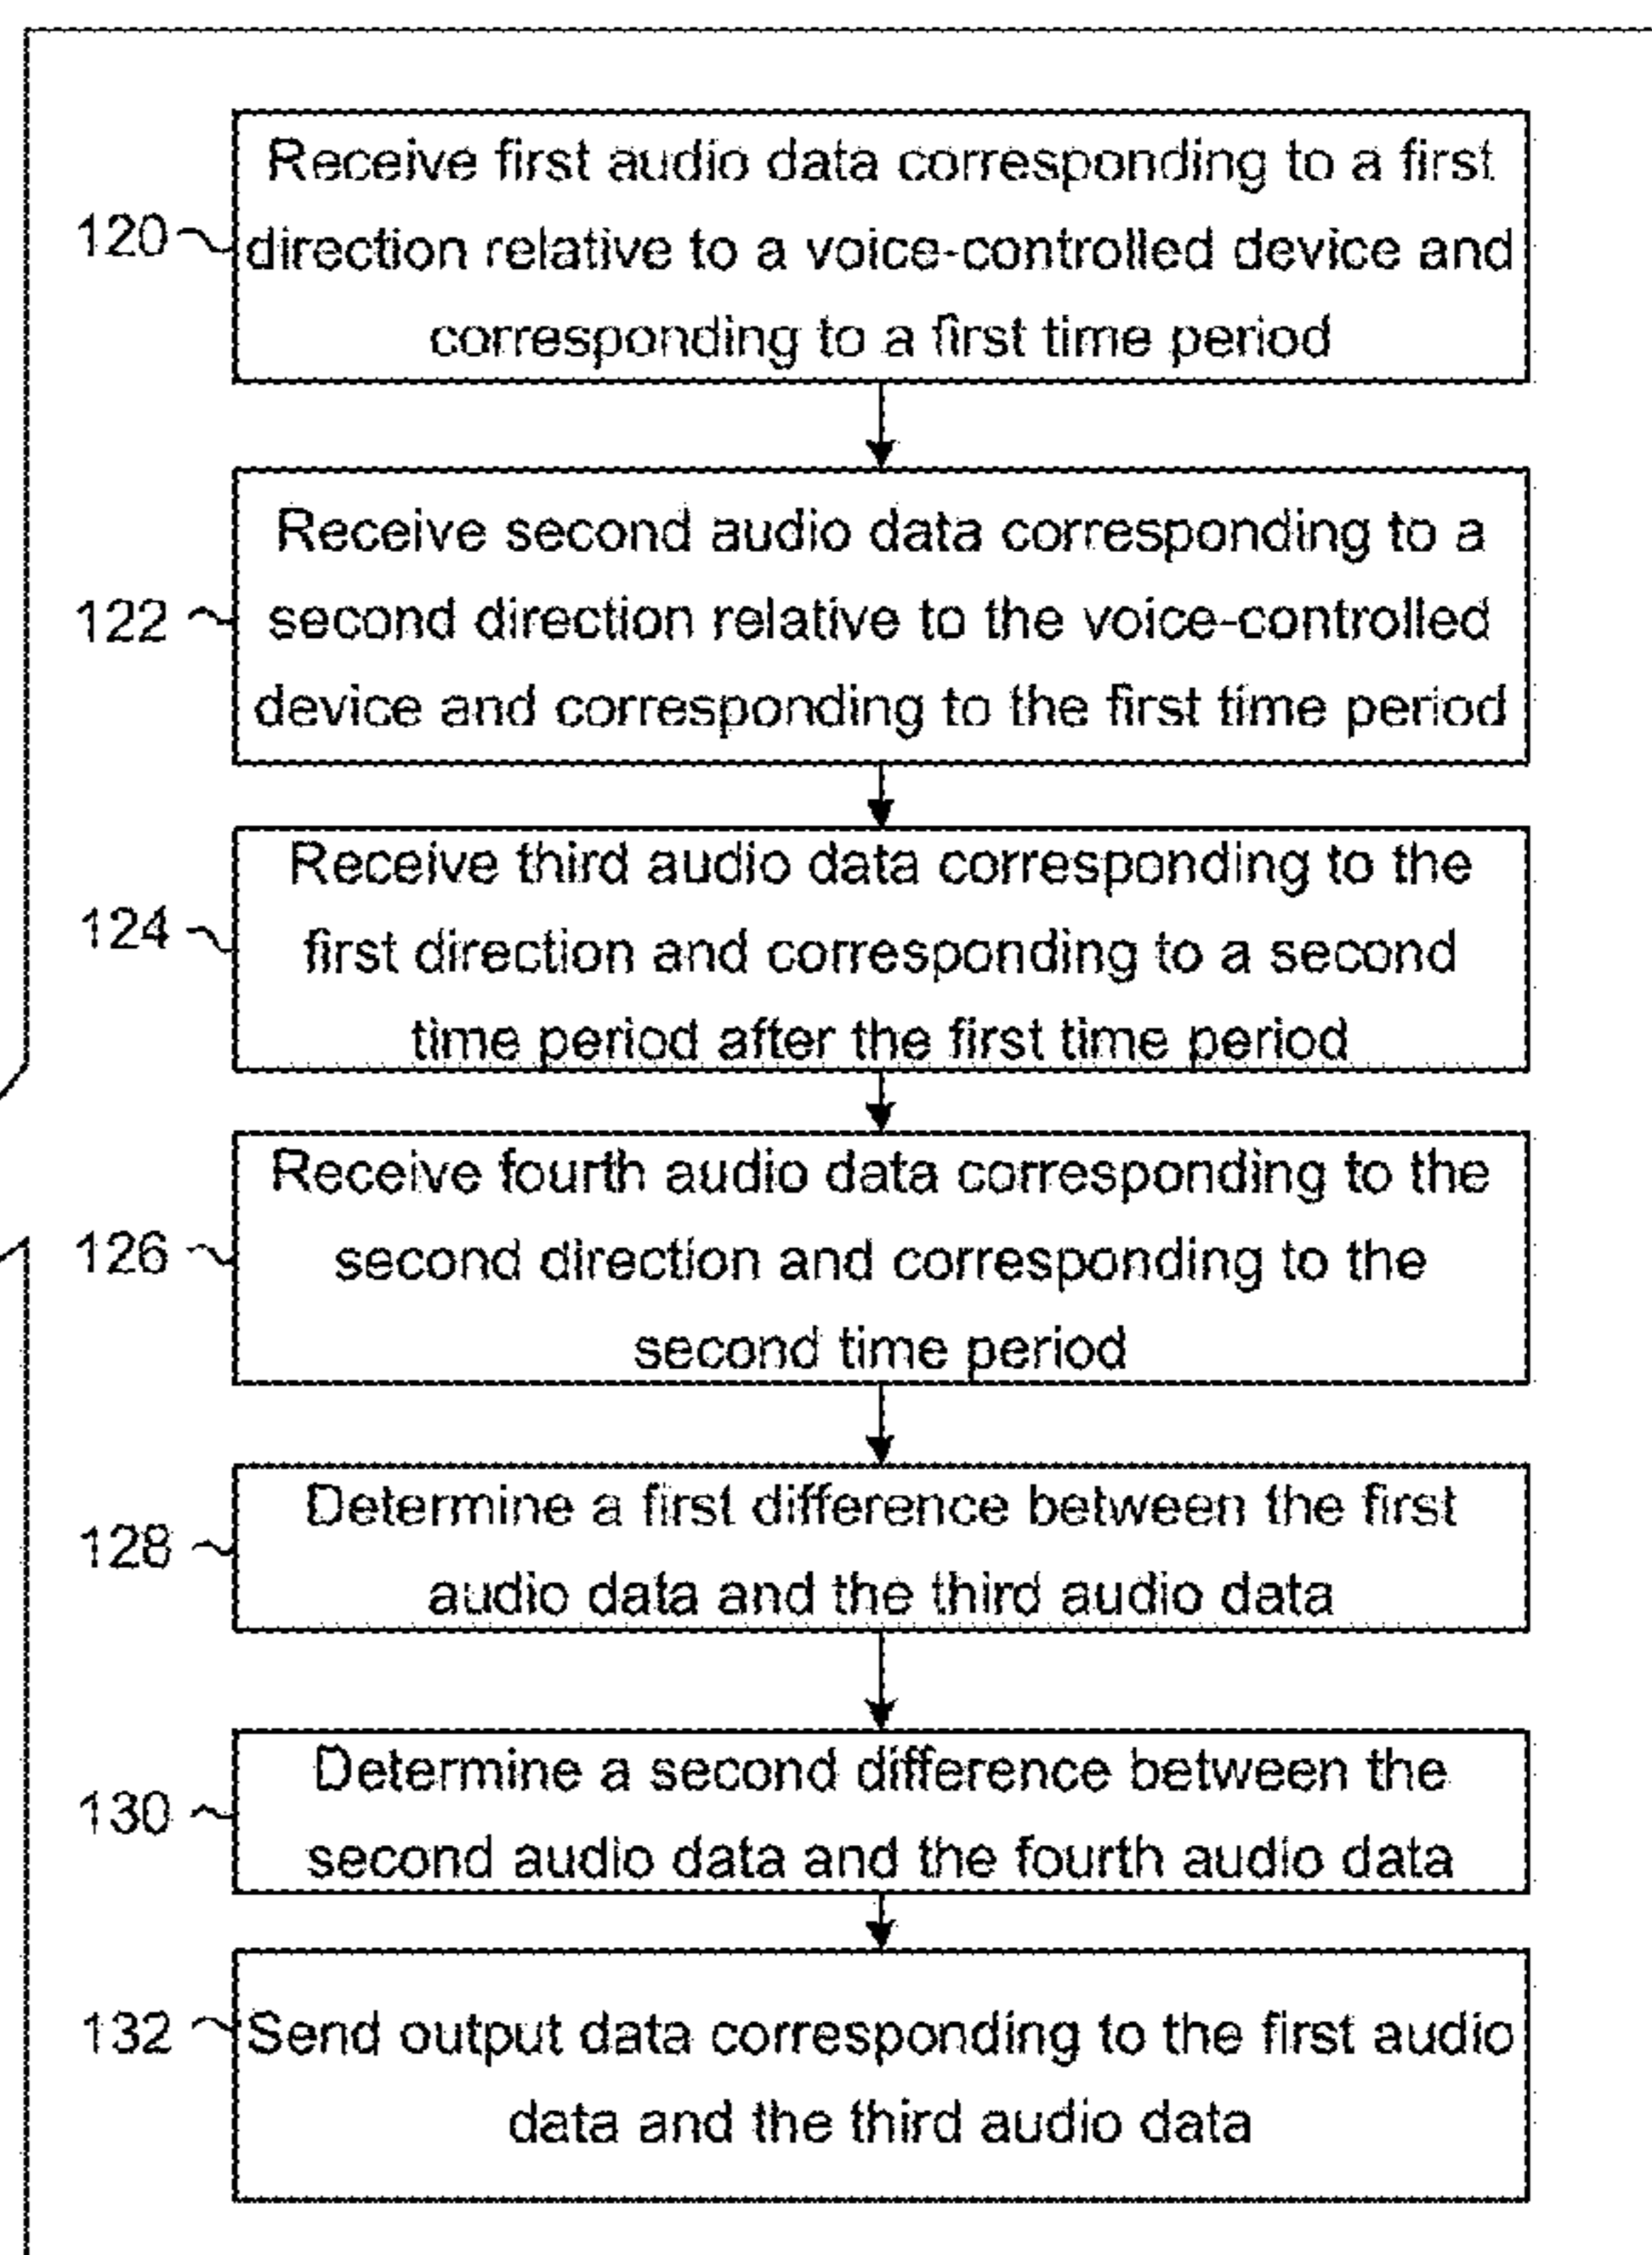 Receive first audio data corresponding to a first
120 direction relative to a voice-controlled device and
corresponding to a first time period
Receive second audio data corresponding to a
122 second direction relative to the voice-controlled
device and corresponding to the first time period
Receive third audio data corresponding to the
124 first direction and corresponding to a second
time period after the first time period
Receive fourth audio data corresponding to the
126 second direction and corresponding to the
second time period
Determine a first difference between the first
128
audio data and the third audio data
Determine a second difference between the
130
second audio data and the fourth audio data
132 Send output data corresponding to the first audio
data and the third audio data